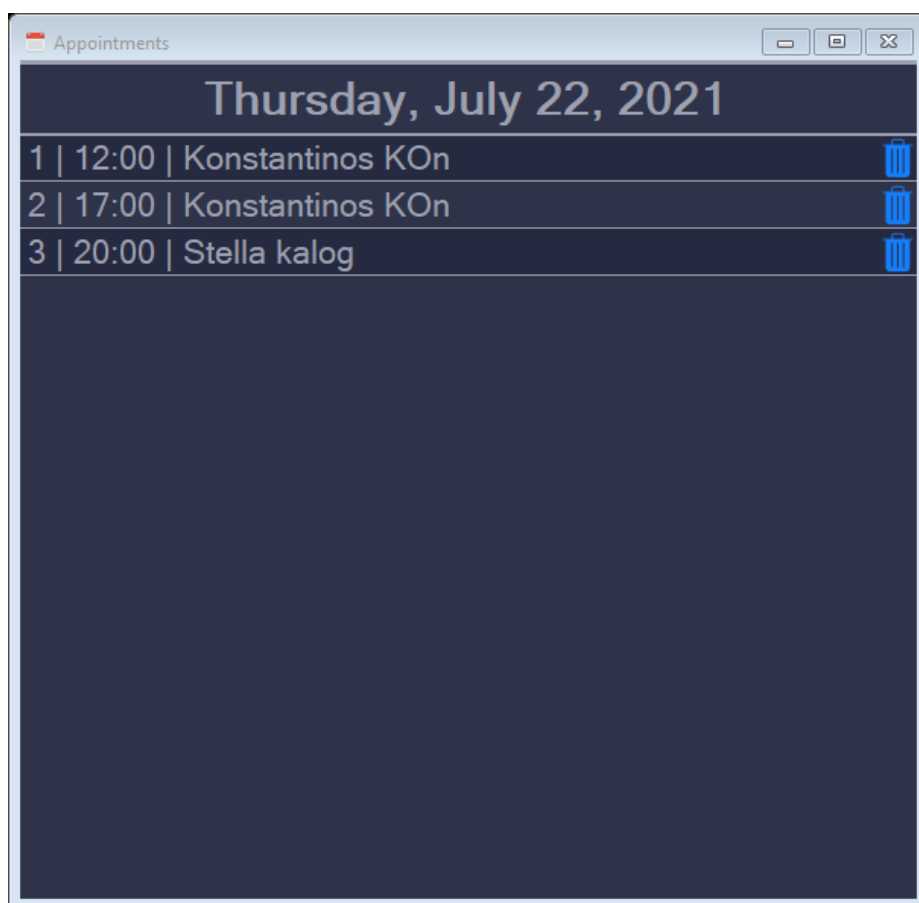 Appointments
Thursday, July 22, 2021
1 | 12:00 | Konstantinos KOn
2 | 17:00 | Konstantinos KOn
3 | 20:00 | Stella kalog